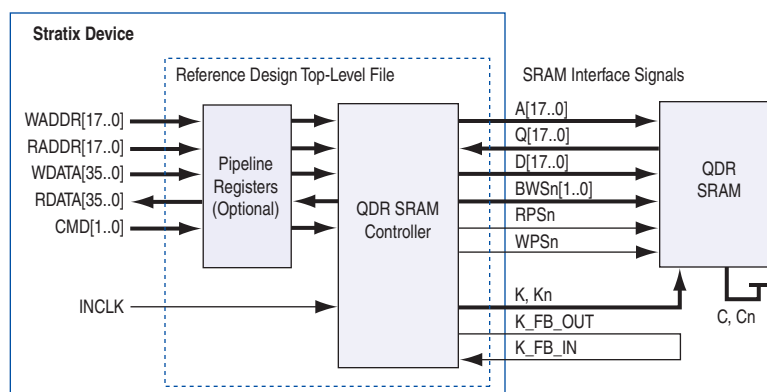 Stratix Device
Reference Design Top-Level File
SRAM Interface Signals
WADDR[17..0]
RADDR[17..0]
WDATA[35..0]
RDATA[35..0]
CMD[1..0]
INCLK
Pipeline
Registers
(Optional)
QDR SRAM
Controller
A[17..0]
Q[17..0]
D[17..0]
BWSn[1..0]
RPSn
WPSn
K, Kn
K_FB_OUT
K_FB_IN
QDR
SRAM
C, Cn